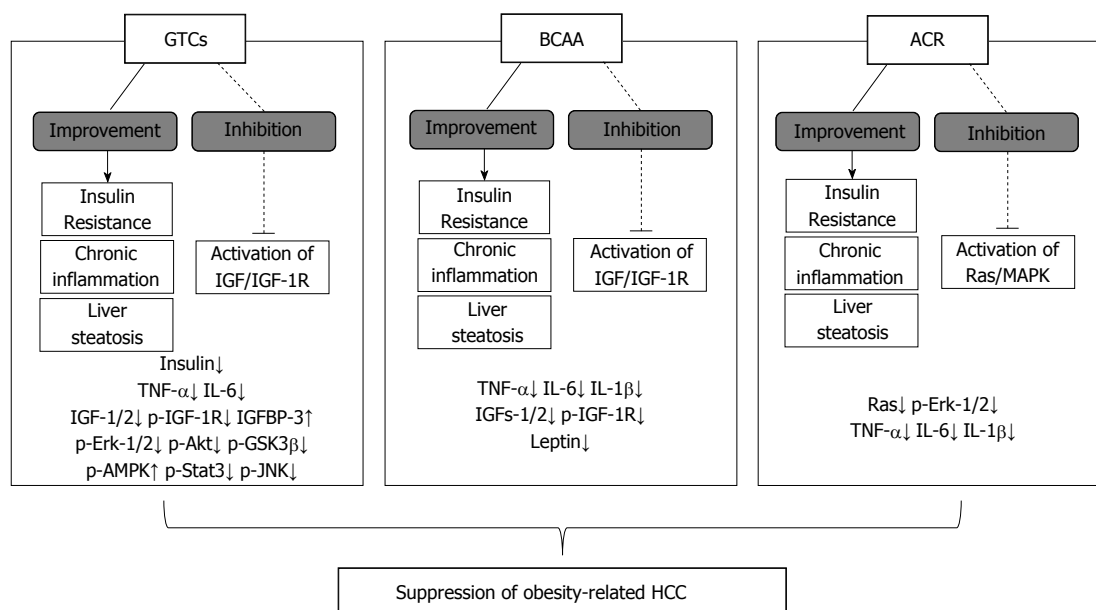 GTCs
Improvement
Inhibition
Insulin
Resistance
Chronic
inflammation
Liver
steatosis
Activation of
IGF/IGF-1R
Insulin↓
TNF-α↓ IL-6↓
IGF-1/2↓ p-IGF-1R↓ IGFBP-3↑
p-Erk-1/2↓ p-Akt↓ p-GSK3β↓
p-AMPK↑ p-Stat3↓ p-JNK↓
BCAA
Improvement
Inhibition
Insulin
Resistance
Chronic
inflammation
Liver
steatosis
Activation of
IGF/IGF-1R
TNF-α↓ IL-6↓ IL-1β↓
IGFs-1/2↓ p-IGF-1R↓
Leptin↓
ACR
Improvement
Inhibition
Insulin
Resistance
Chronic
inflammation
Liver
steatosis
Activation of
Ras/MAPK
Ras↓ p-Erk-1/2↓
TNF-α↓ IL-6↓ IL-1β↓
Suppression of obesity-related HCC